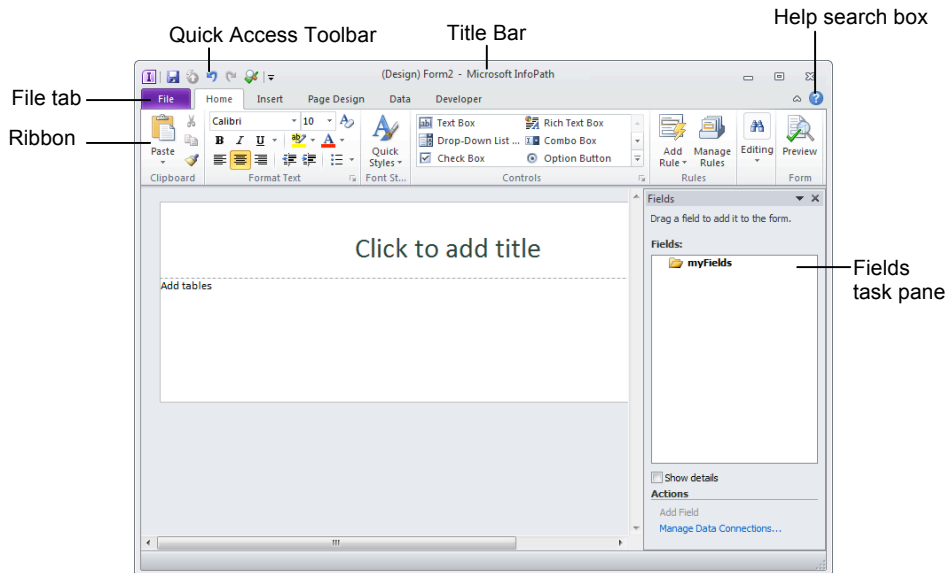 Help search box
Quick Access Toolbar
Title Bar
(Design) Form2 - Microsoft InfoPath
File tab
File Home Insert Page Design Data Developer
Ribbon
Calibri 10
Text Box Rich Text Box
Drop-Down List ... Combo Box
Check Box Option Button
B I U
Paste
Quick
Styles
Add
Rule
Manage
Rules
Editing
Preview
Clipboard Format Text Font St... Controls Rules Form
Fields
Drag a field to add it to the form.
Fields:
myFields
Click to add title
Add tables
Fields
task pane
Show details
Actions
Add Field
Manage Data Connections...